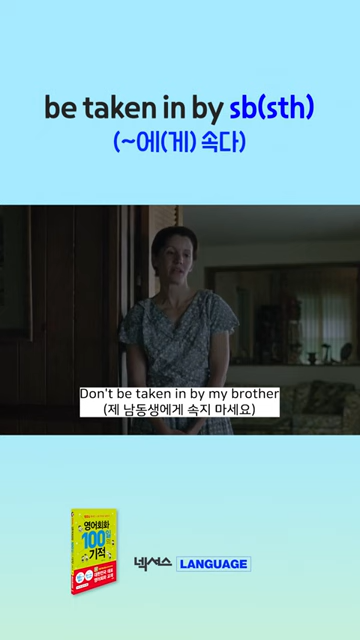 be taken in by sb(sth)
(~에(게) 속다)
Don't be taken in by my brother
(제 남동생에게 속지 마세요)
영어회화
100일의
기적
넥서스 LANGUAGE